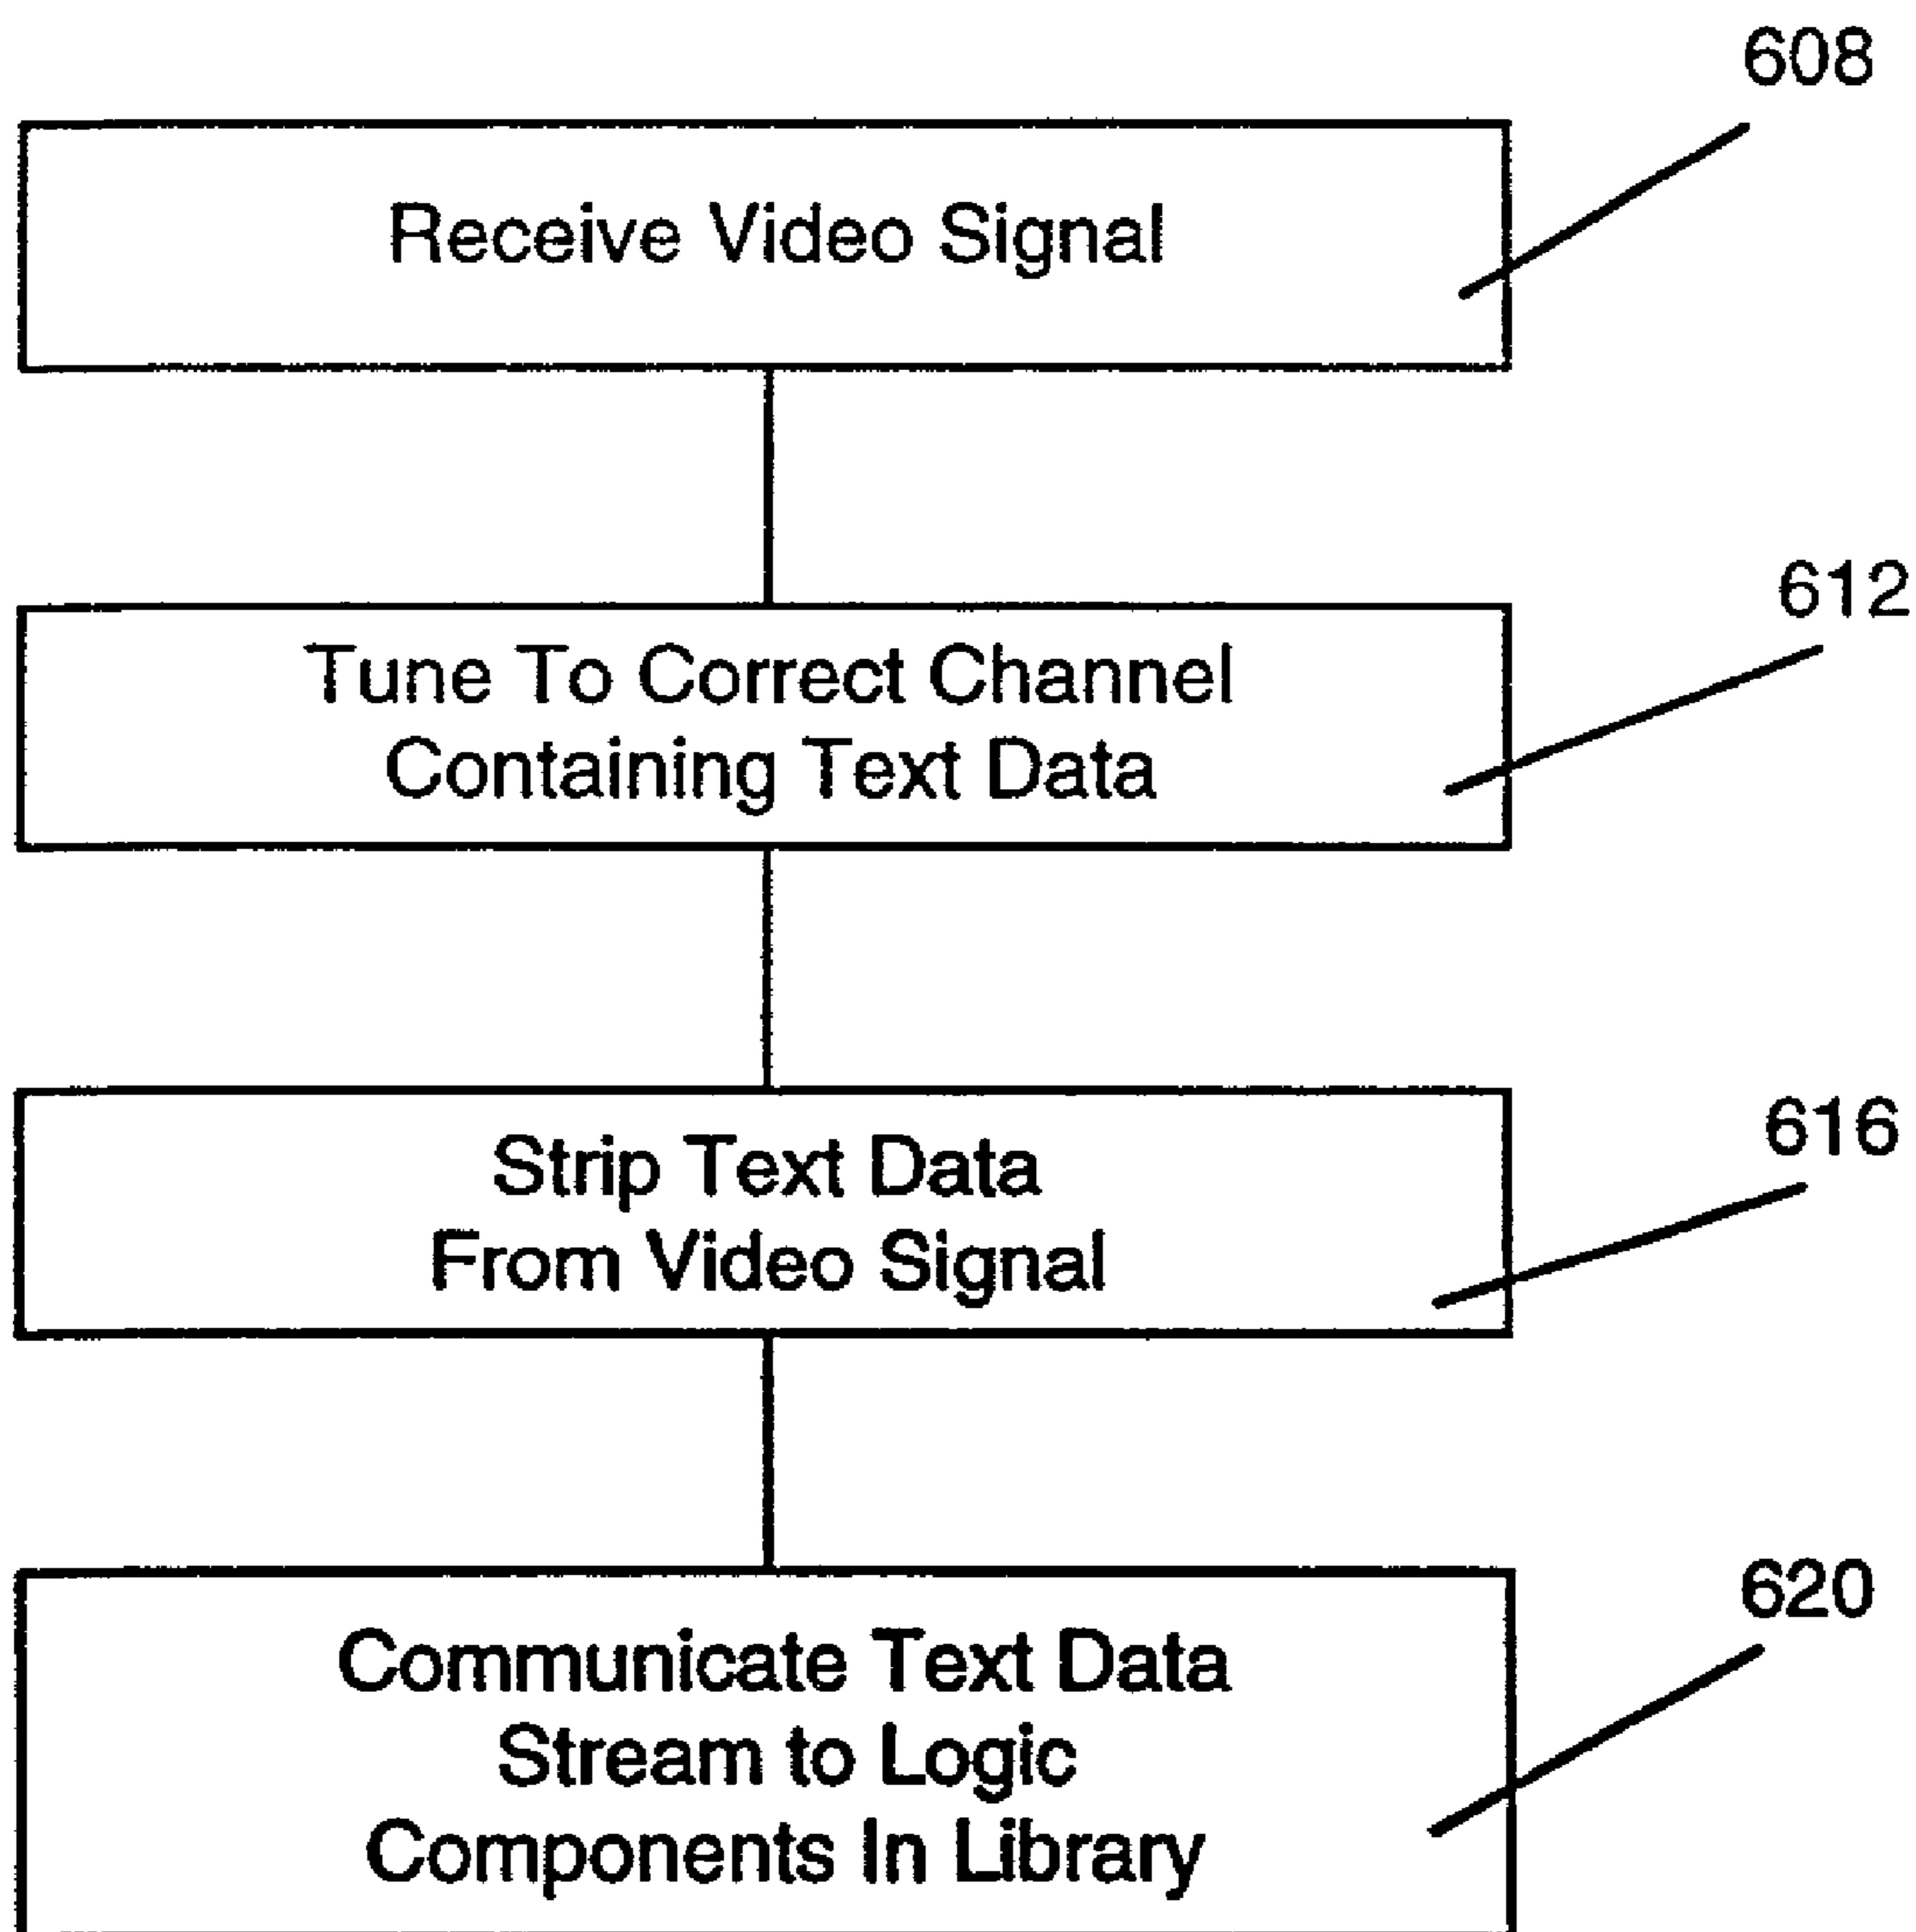 608
Receive Video Signal
612
Tune To Correct Channel
Containing Text Data
616
Strip Text Data
From Video Signal
620
Communicate Text Data
Stream to Logic
Components In Library